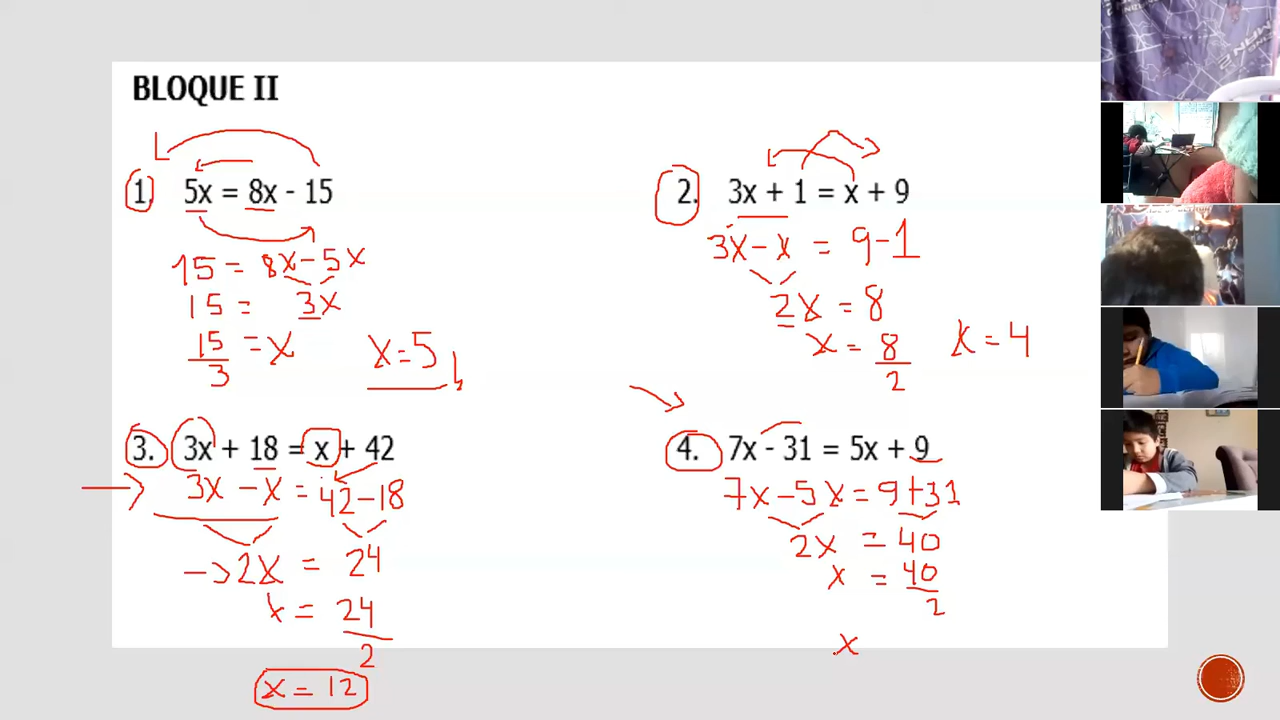 BLOQUE II
1. 5x = 8x - 15
15 = 8x-5x
15 = 3x
15/3 = x
x=5
2. 3x + 1 = x + 9
3x-x = 9-1
2x = 8
x = 8/2
x=4
3. 3x + 18 = x + 42
3x-x = 42-18
2x = 24
x = 24/2
x = 12
4. 7x - 31 = 5x + 9
7x-5x = 9+31
2x = 40
x = 40/2
x